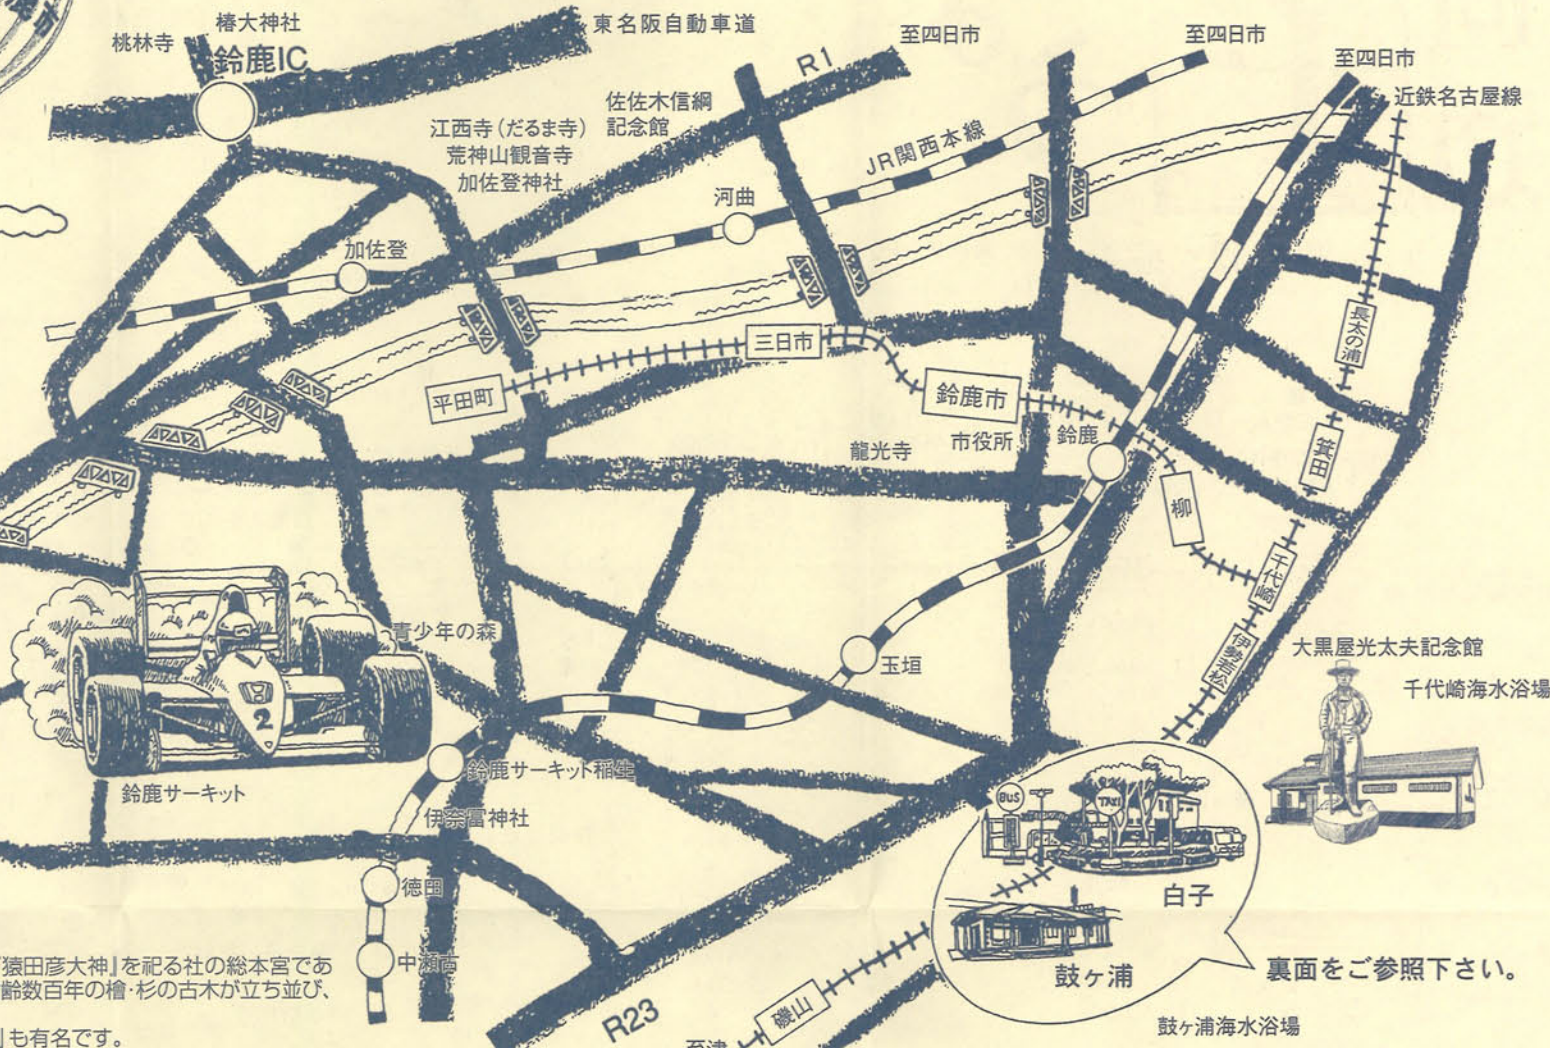 椿大神社
桃林寺
鈴鹿IC
東名阪自動車道
R1
至四日市
至四日市
至四日市
近鉄名古屋線
佐佐木信綱
記念館
江西寺(だるま寺)
荒神山観音寺
加佐登神社
JR関西本線
河曲
加佐登
長太の浦
三日市
平田町
鈴鹿市
市役所
鈴鹿
龍光寺
箕田
柳
千代崎
伊勢若松
青少年の森
玉垣
大黒屋光太夫記念館
千代崎海水浴場
2
鈴鹿サーキット
鈴鹿サーキット稲生
伊奈冨神社
BUS
TAXI
白子
徳田
中瀬古
鼓ヶ浦
裏面をご参照下さい。
鼓ヶ浦海水浴場
磯山
R23
至津
『猿田彦大神』を祀る社の総本宮であ
齢数百年の檜·杉の古木が立ち並び、
』も有名です。